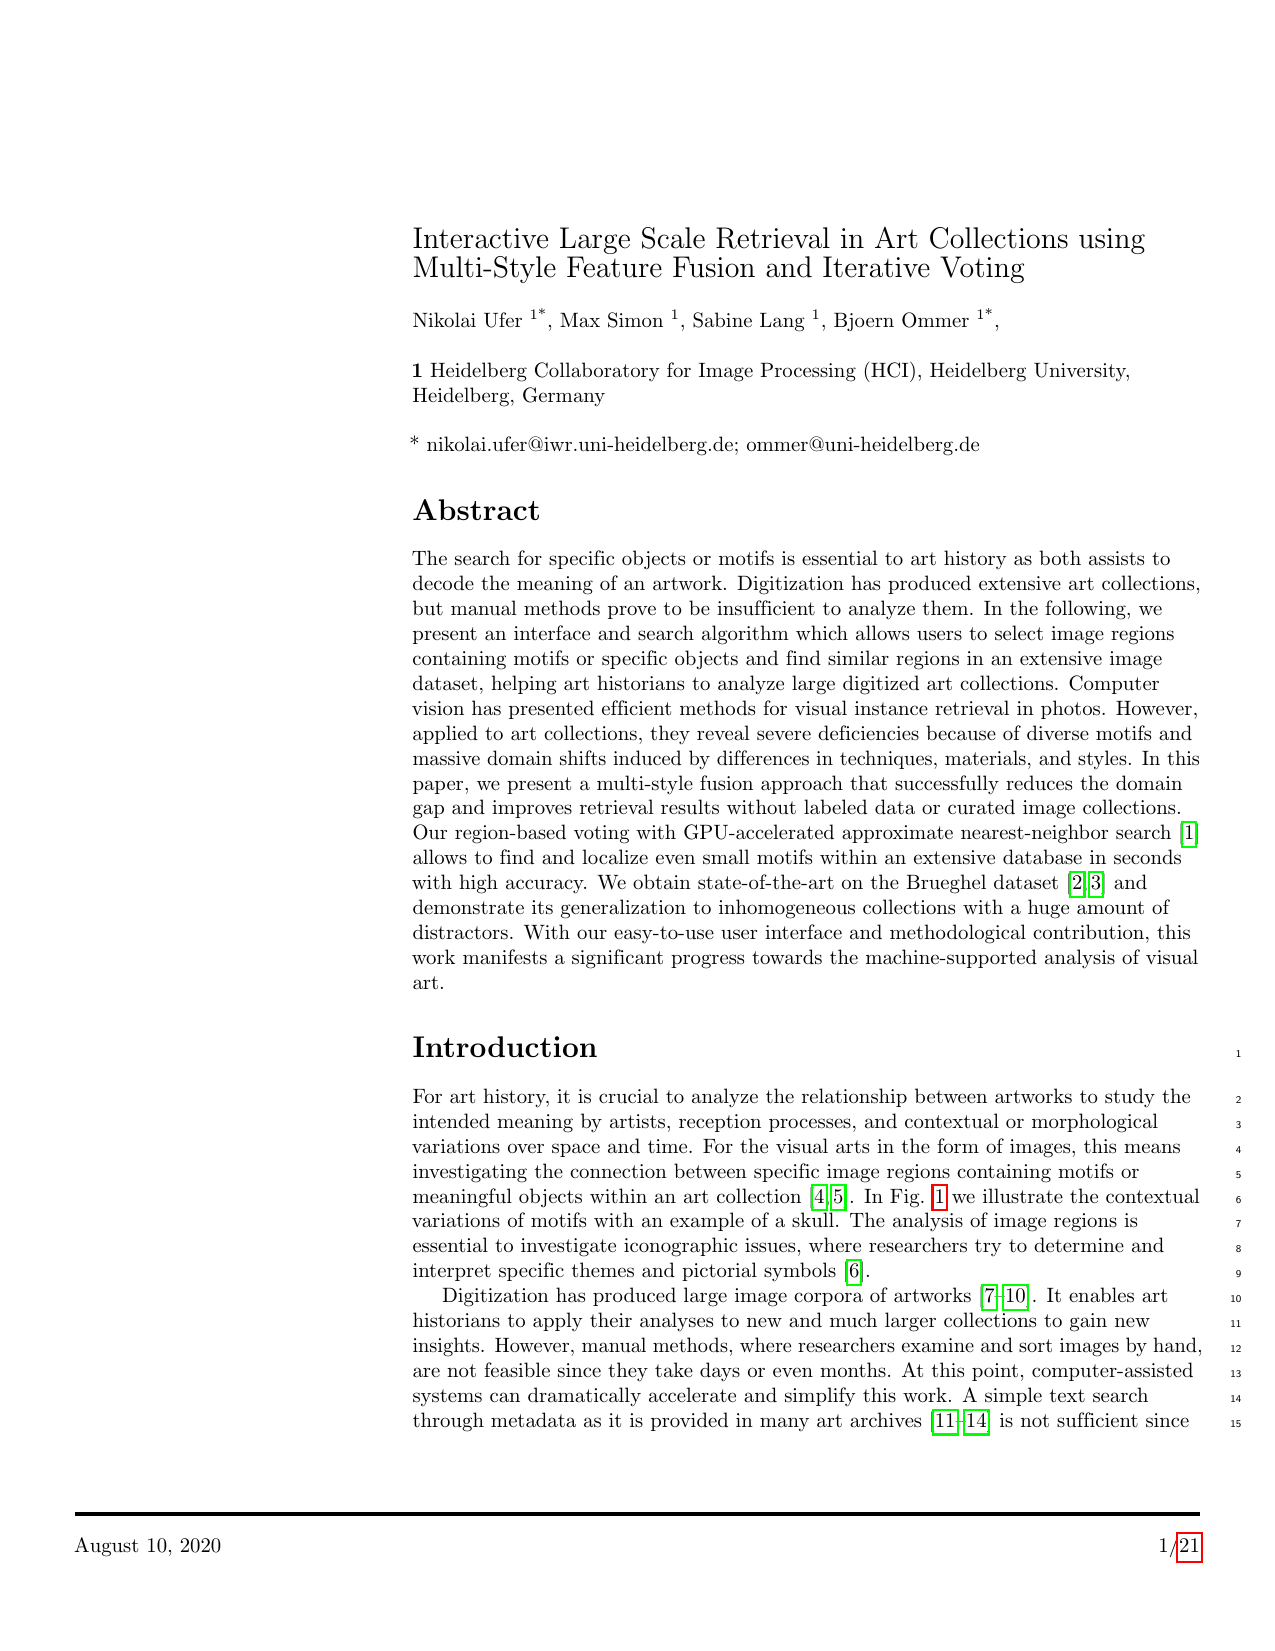 Interactive Large Scale Retrieval in Art Collections using
Multi-Style Feature Fusion and Iterative Voting
Nikolai Ufer 1*, Max Simon 1, Sabine Lang 1, Bjoern Ommer 1*,
1 Heidelberg Collaboratory for Image Processing (HCI), Heidelberg University,
Heidelberg, Germany
* nikolai.ufer@iwr.uni-heidelberg.de; ommer@uni-heidelberg.de
Abstract
The search for specific objects or motifs is essential to art history as both assists to
decode the meaning of an artwork. Digitization has produced extensive art collections,
but manual methods prove to be insufficient to analyze them. In the following, we
present an interface and search algorithm which allows users to select image regions
containing motifs or specific objects and find similar regions in an extensive image
dataset, helping art historians to analyze large digitized art collections. Computer
vision has presented efficient methods for visual instance retrieval in photos. However,
applied to art collections, they reveal severe deficiencies because of diverse motifs and
massive domain shifts induced by differences in techniques, materials, and styles. In this
paper, we present a multi-style fusion approach that successfully reduces the domain
gap and improves retrieval results without labeled data or curated image collections.
Our region-based voting with GPU-accelerated approximate nearest-neighbor search [1]
allows to find and localize even small motifs within an extensive database in seconds
with high accuracy. We obtain state-of-the-art on the Brueghel dataset [2,3] and
demonstrate its generalization to inhomogeneous collections with a huge amount of
distractors. With our easy-to-use user interface and methodological contribution, this
work manifests a significant progress towards the machine-supported analysis of visual
art.
Introduction 1
For art history, it is crucial to analyze the relationship between artworks to study the 2
intended meaning by artists, reception processes, and contextual or morphological 3
variations over space and time. For the visual arts in the form of images, this means 4
investigating the connection between specific image regions containing motifs or 5
meaningful objects within an art collection [4,5]. In Fig. 1 we illustrate the contextual 6
variations of motifs with an example of a skull. The analysis of image regions is 7
essential to investigate iconographic issues, where researchers try to determine and 8
interpret specific themes and pictorial symbols [6]. 9
Digitization has produced large image corpora of artworks [7–10]. It enables art 10
historians to apply their analyses to new and much larger collections to gain new 11
insights. However, manual methods, where researchers examine and sort images by hand, 12
are not feasible since they take days or even months. At this point, computer-assisted 13
systems can dramatically accelerate and simplify this work. A simple text search 14
through metadata as it is provided in many art archives [11–14] is not sufficient since 15
August 10, 2020 1/21